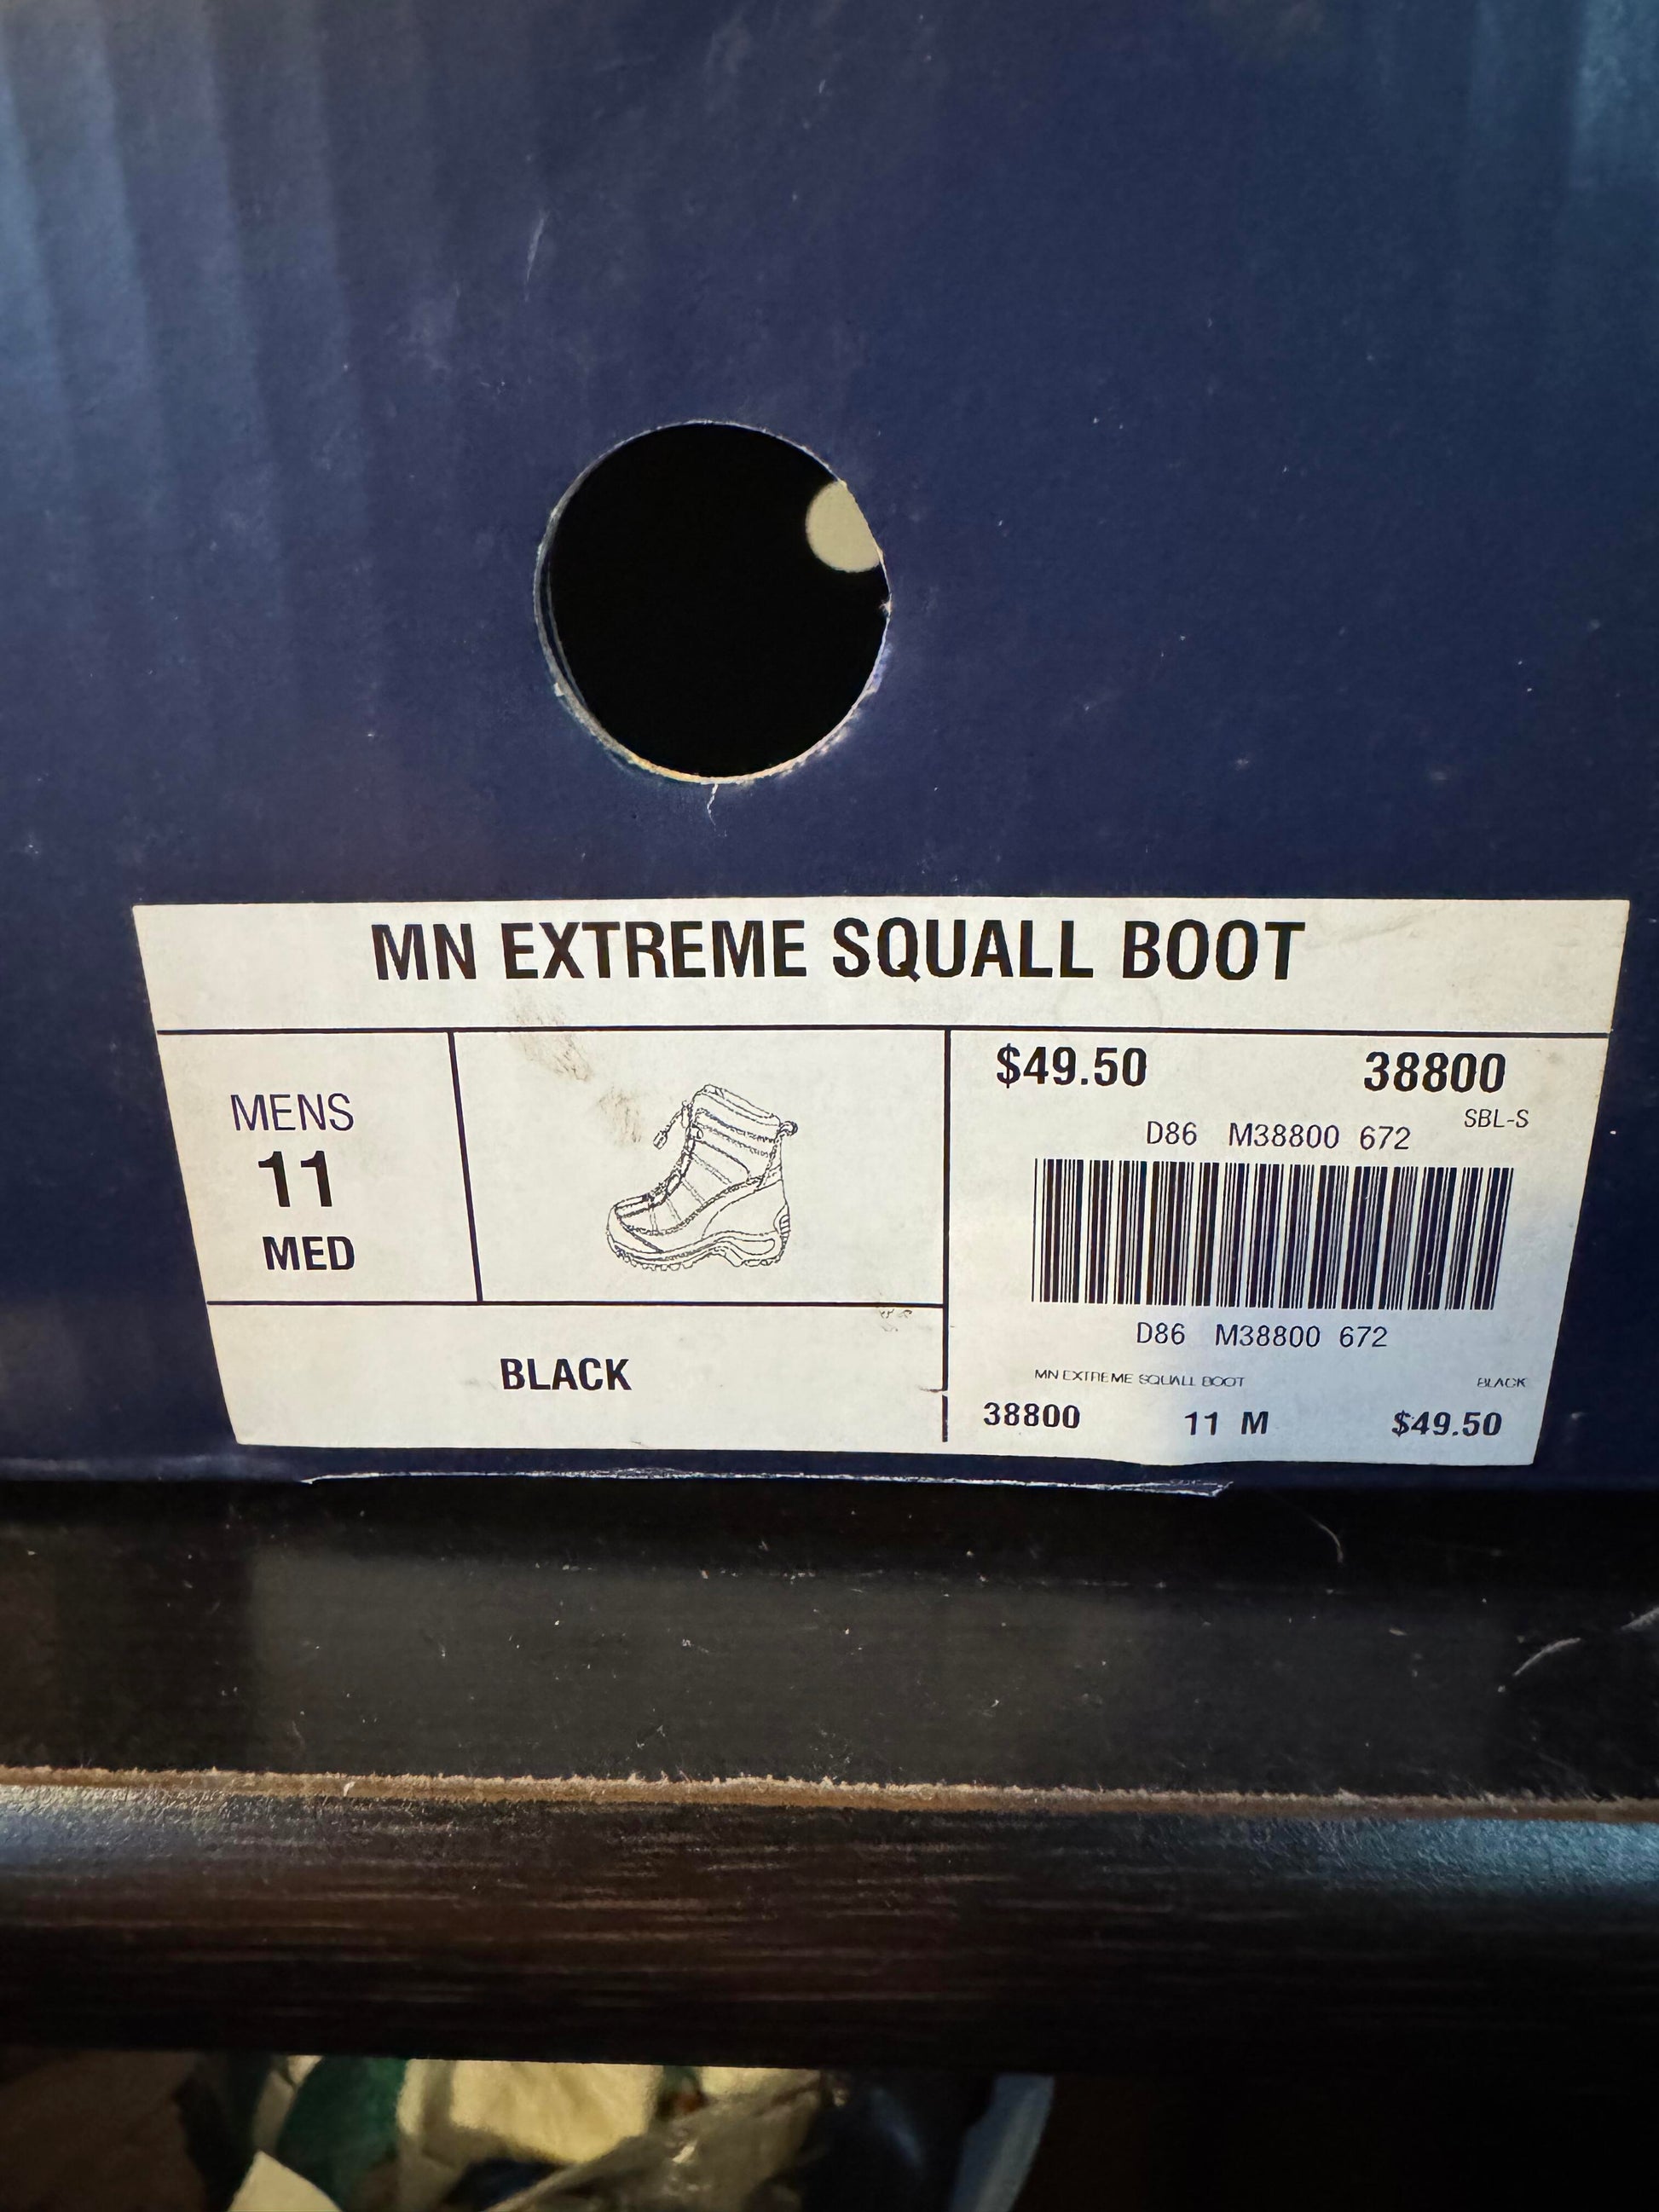 MN EXTREME SQUALL BOOT
MENS
11
MED
BLACK
$49.50 38800
SBL-S
D86 M38800 672
D86 M38800 672
MN EXTREME SQUALL BOOT BLACK
38800 11 M $49.50